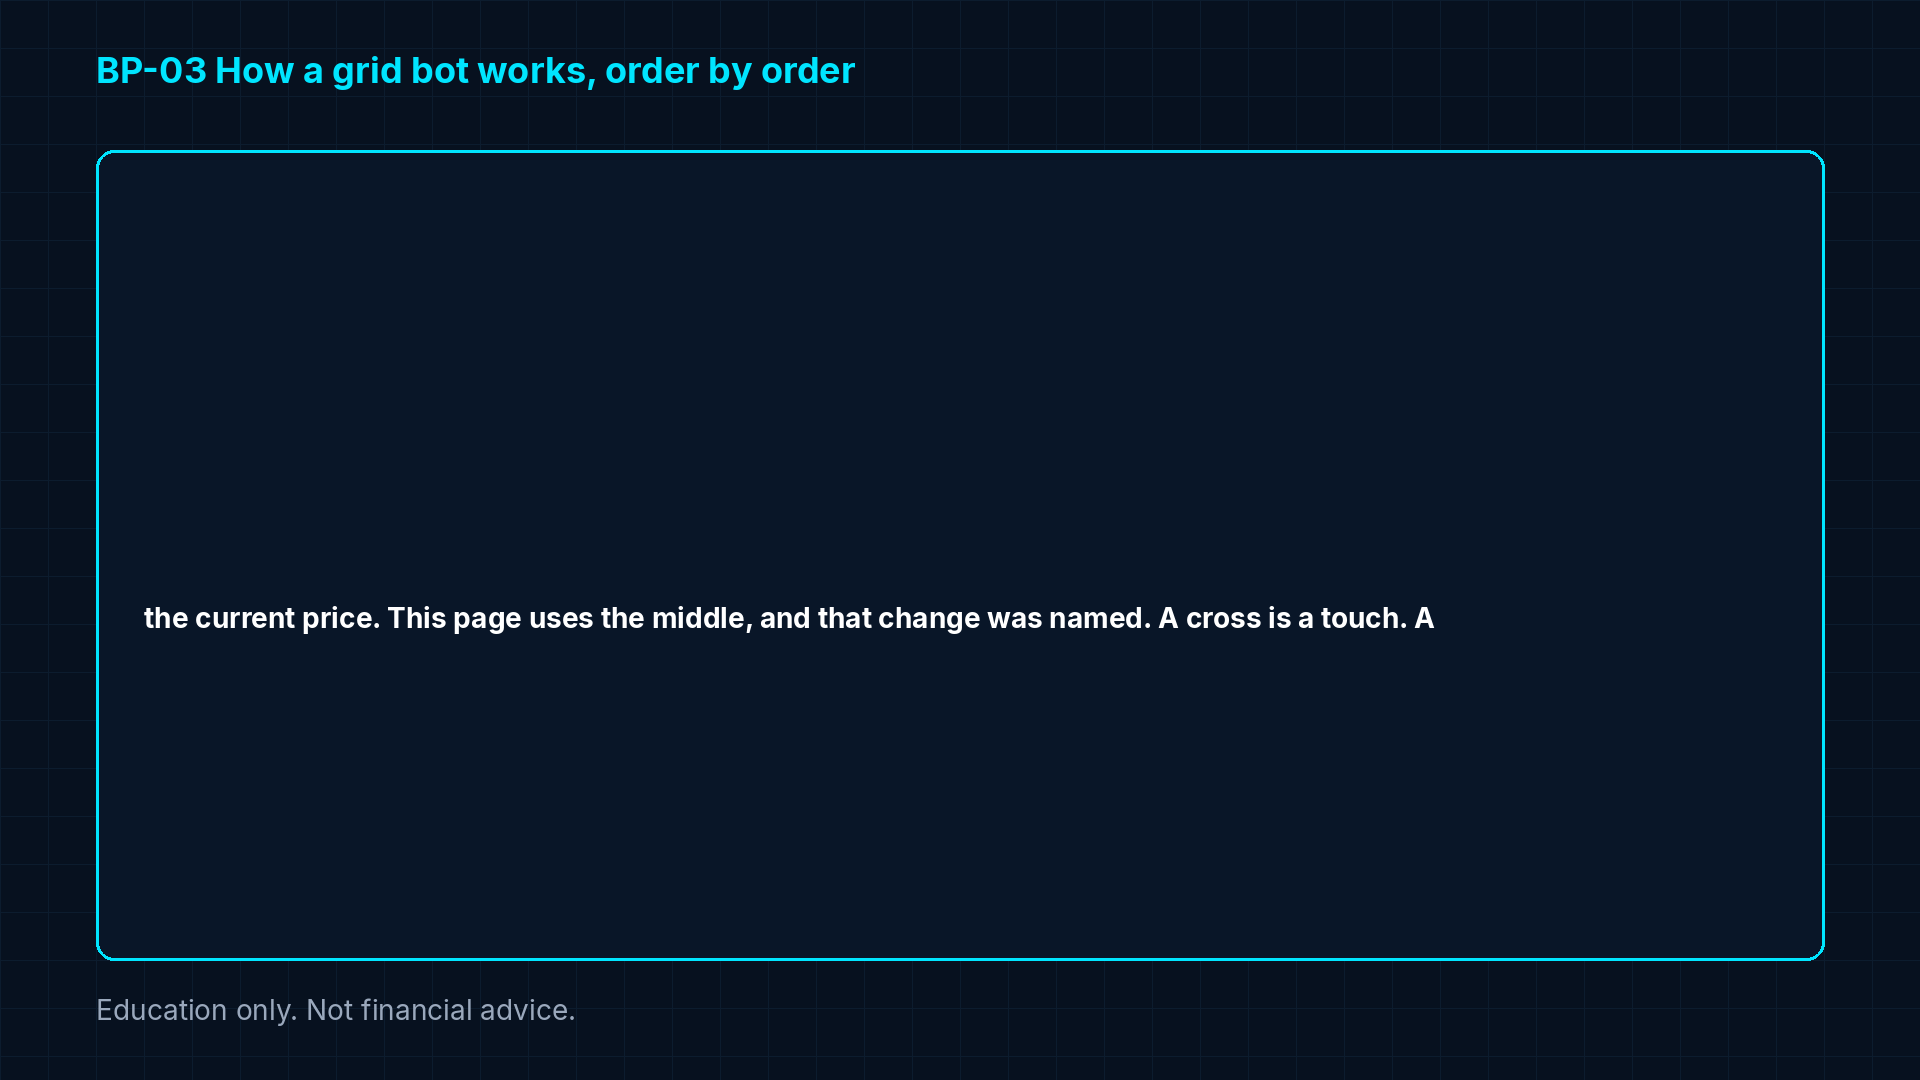 BP-03 How a grid bot works, order by order
the current price. This page uses the middle, and that change was named. A cross is a touch. A
Education only. Not financial advice.